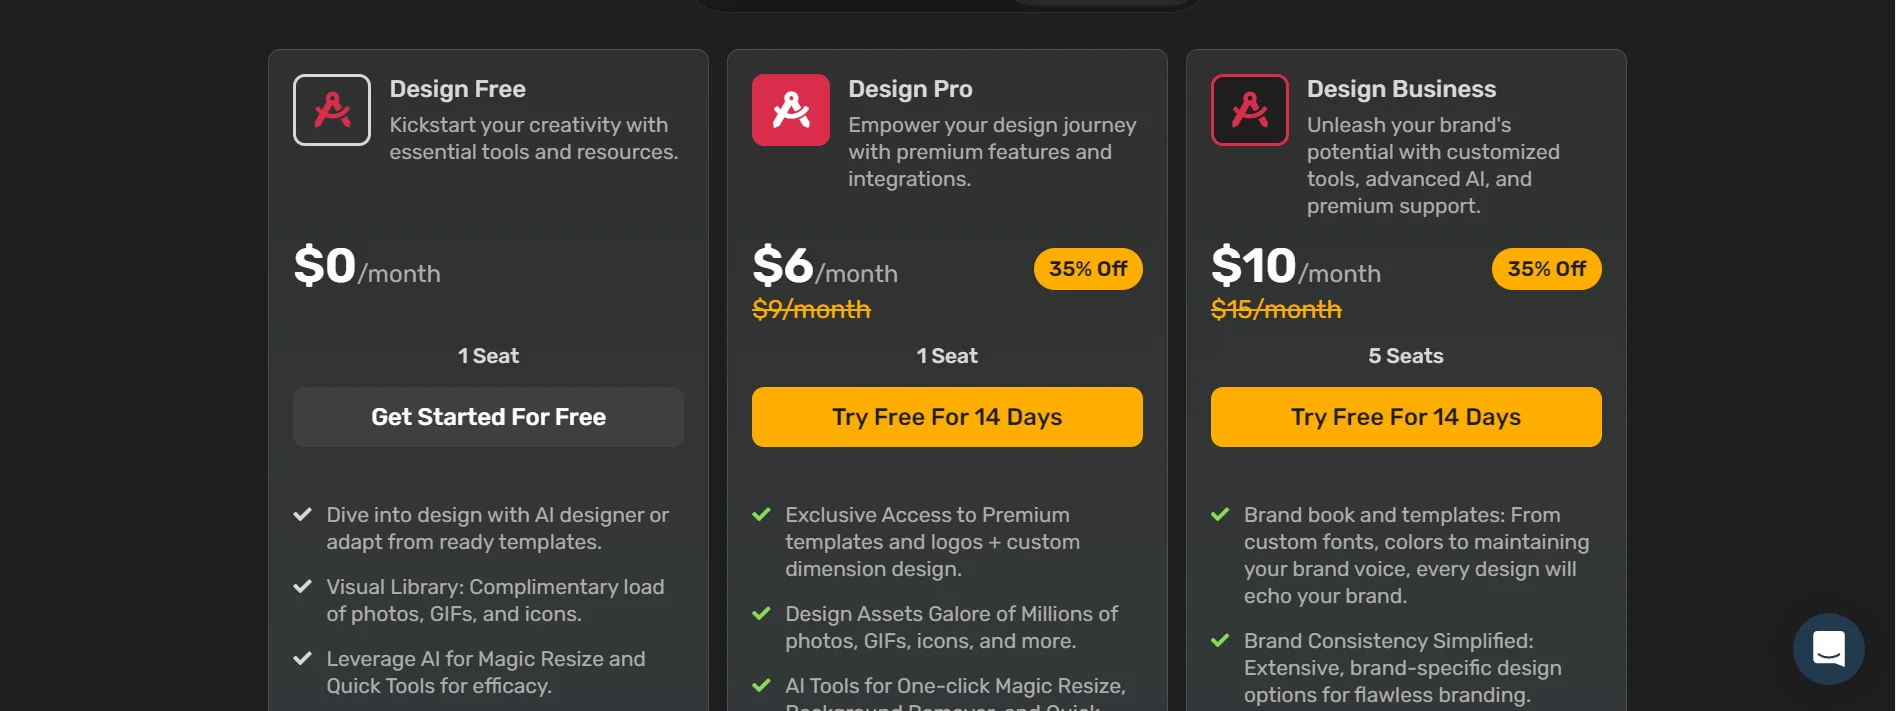 Design Free
Kickstart your creativity with
essential tools and resources.
$0/month
1 Seat
Get Started For Free
Dive into design with AI designer or
adapt from ready templates.
Visual Library: Complimentary load
of photos, GIFs, and icons.
Leverage AI for Magic Resize and
Quick Tools for efficacy.
Design Pro
Empower your design journey
with premium features and
integrations.
$6/month
35% Off
$9/month
1 Seat
Try Free For 14 Days
Exclusive Access to Premium
templates and logos + custom
dimension design.
Design Assets Galore of Millions of
photos, GIFs, icons, and more.
AI Tools for One-click Magic Resize,
Background Remover, and Quick
Design Business
Unleash your brand's
potential with customized
tools, advanced AI, and
premium support.
$10/month
35% Off
$15/month
5 Seats
Try Free For 14 Days
Brand book and templates: From
custom fonts, colors to maintaining
your brand voice, every design will
echo your brand.
Brand Consistency Simplified:
Extensive, brand-specific design
options for flawless branding.